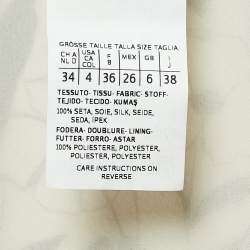 GRÖSSE TAILLE TALLA SIZE TAGLIA
CH A NL D USA CA COL F B MEX GB I J
34 4 36 26 6 38
TESSUTO-TISSU-FABRIC-STOFF-
TEJIDO-TECIDO-KUMAŞ
100% SETA, SOIE, SILK, SEIDE,
SEDA, İPEK
FODERA-DOUBLURE-LINING-
FUTTER-FORRO-ASTAR
100% POLIESTERE, POLYESTER,
POLIESTER, POLYESTER
CARE INSTRUCTIONS ON
REVERSE